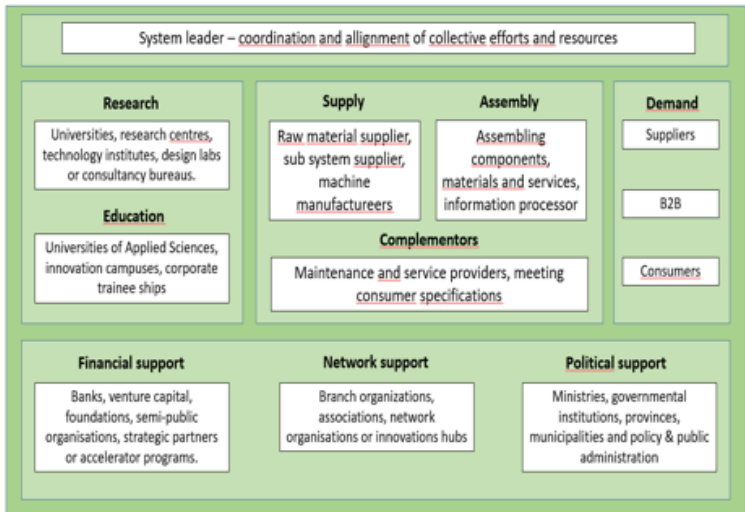 System leader – coordination and allignment of collective efforts and resources
Research
Universities, research centres,
technology institutes, design labs
or consultancy bureaus.
Education
Universities of Applied Sciences,
innovation campuses, corporate
trainee ships
Supply
Raw material supplier,
sub system supplier,
machine
manufactureers
Assembly
Assembling
components,
materials and services,
information processor
Complementors
Maintenance and service providers, meeting
consumer specifications
Demand
Suppliers
B2B
Consumers
Financial support
Banks, venture capital,
foundations, semi-public
organisations, strategic partners
or accelerator programs.
Network support
Branch organizations,
associations, network
organisations or innovations hubs
Political support
Ministries, governmental
institutions, provinces,
municipalities and policy & public
administration